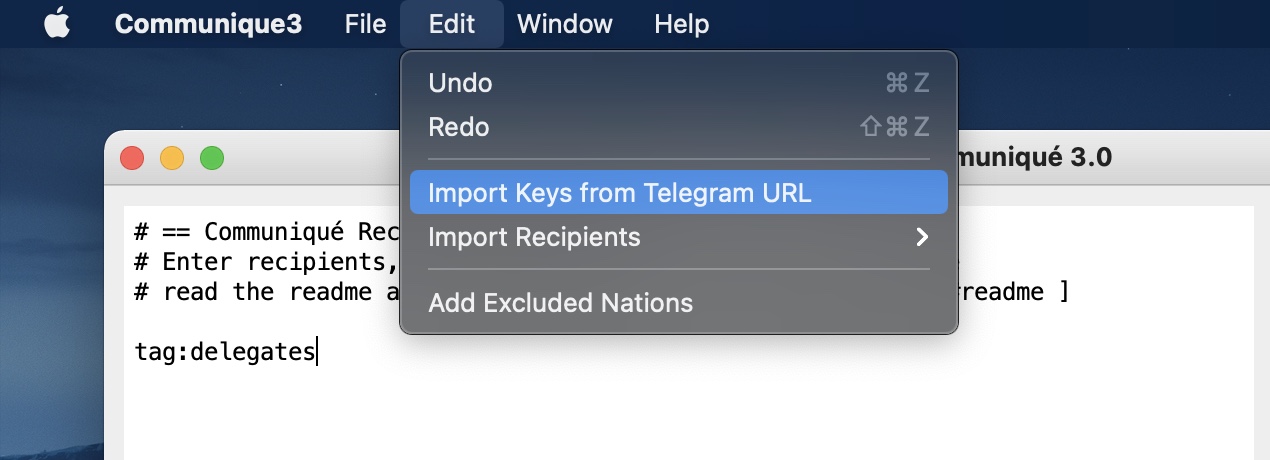 Communique3 File Edit Window Help
Undo ⌘ Z
Redo ⇧⌘ Z
Import Keys from Telegram URL
Import Recipients
Add Excluded Nations
muniqué 3.0
# == Communiqué Rec
# Enter recipients,
# read the readme a readme ]
tag:delegates